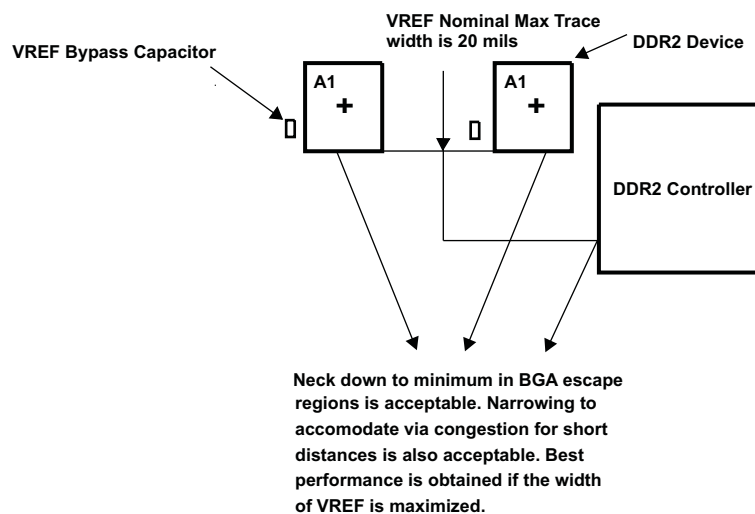 VREF Nominal Max Trace
width is 20 mils
VREF Bypass Capacitor
DDR2 Device
A1
A1
+
+
DDR2 Controller
Neck down to minimum in BGA escape
regions is acceptable. Narrowing to
accomodate via congestion for short
distances is also acceptable. Best
performance is obtained if the width
of VREF is maximized.